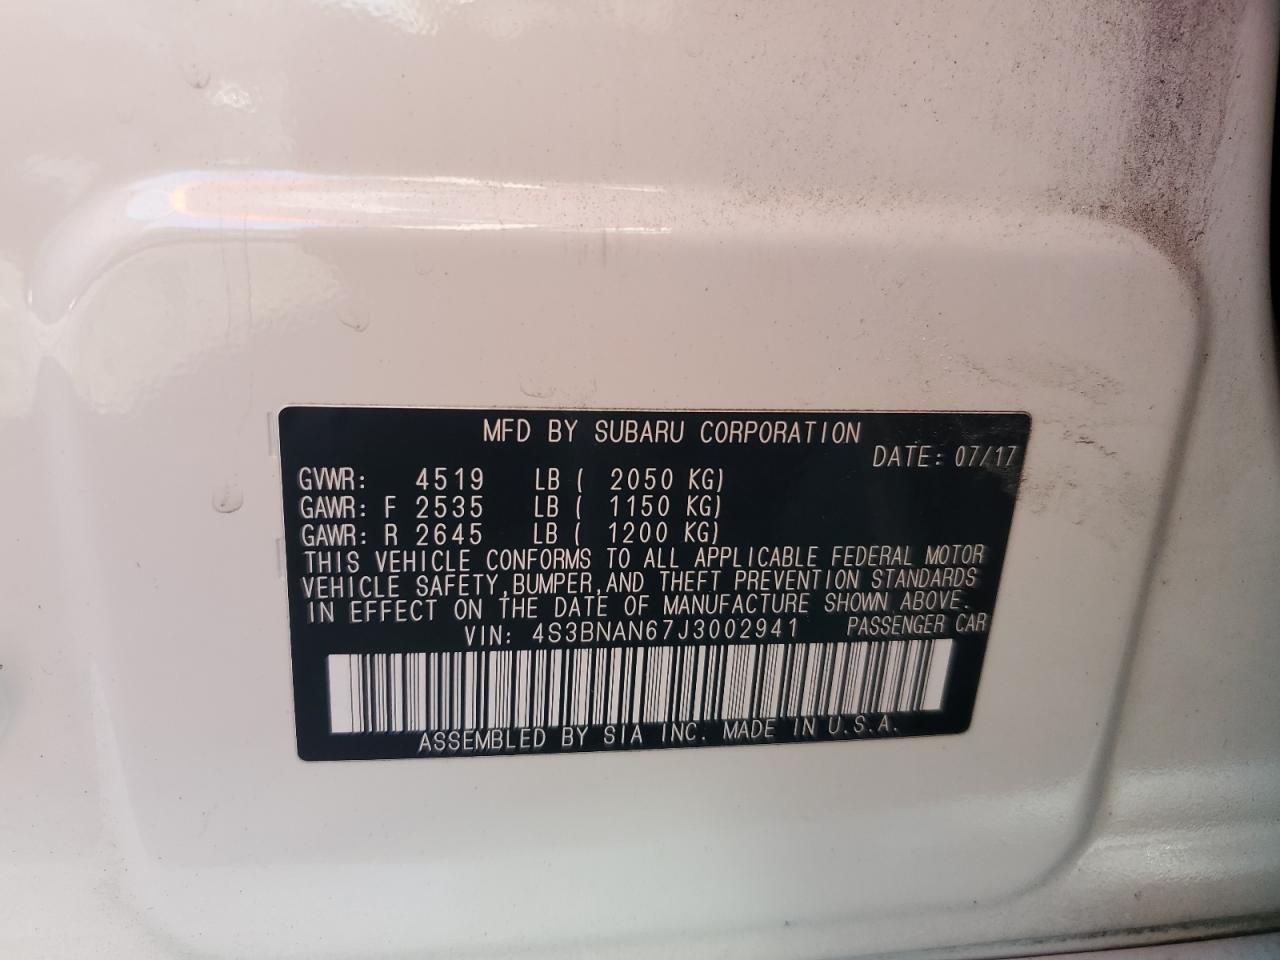 MFD BY SUBARU CORPORATION
DATE: 07/17
GVWR: 4519 LB ( 2050 KG)
GAWR: F 2535 LB ( 1150 KG)
GAWR: R 2645 LB ( 1200 KG)
THIS VEHICLE CONFORMS TO ALL APPLICABLE FEDERAL MOTOR
VEHICLE SAFETY,BUMPER,AND THEFT PREVENTION STANDARDS
IN EFFECT ON THE DATE OF MANUFACTURE SHOWN ABOVE.
VIN: 4S3BNAN67J3002941 PASSENGER CAR
ASSEMBLED BY SIA INC. MADE IN U.S.A.